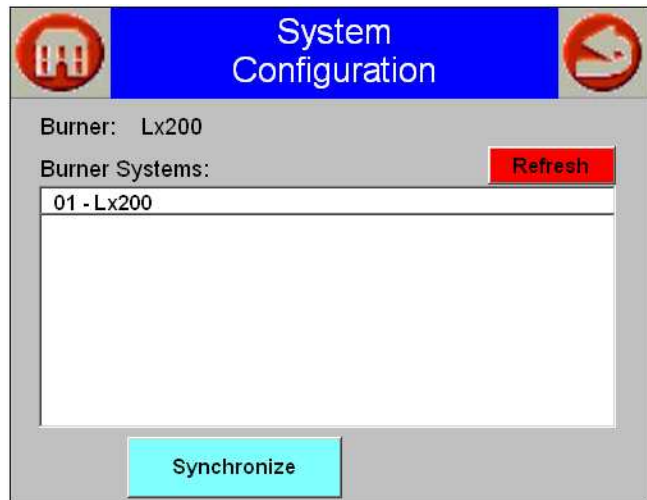 System
Configuration
Burner: Lx200
Burner Systems:
Refresh
01 - Lx200
Synchronize